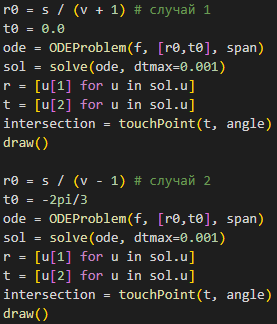 r0 = s / (v + 1) # случай 1
t0 = 0.0
ode = ODEProblem(f, [r0,t0], span)
sol = solve(ode, dtmax=0.001)
r = [u[1] for u in sol.u]
t = [u[2] for u in sol.u]
intersection = touchPoint(t, angle)
draw()
r0 = s / (v - 1) # случай 2
t0 = -2pi/3
ode = ODEProblem(f, [r0,t0], span)
sol = solve(ode, dtmax=0.001)
r = [u[1] for u in sol.u]
t = [u[2] for u in sol.u]
intersection = touchPoint(t, angle)
draw()